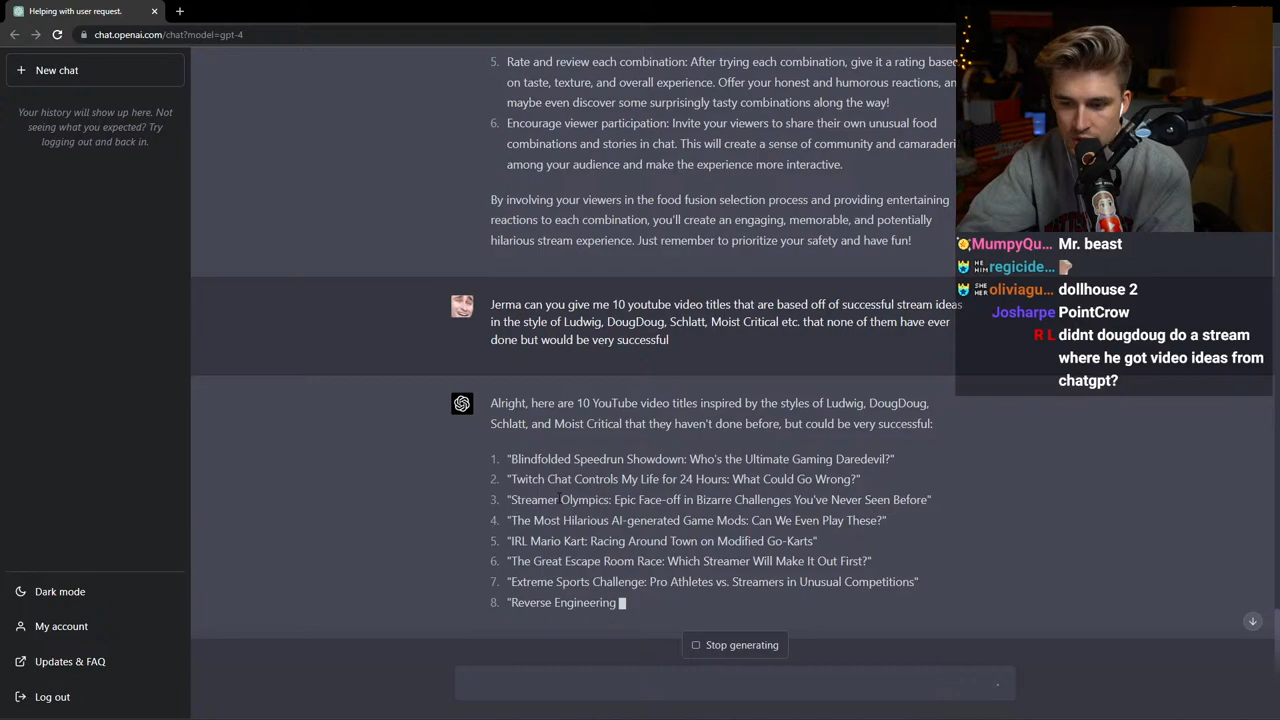 Helping with user request.
chat.openai.com/chat?model=gpt-4
New chat
Your history will show up here. Not
seeing what you expected? Try
logging out and back in.
Dark mode
My account
Updates & FAQ
Log out
5. Rate and review each combination: After trying each combination, give it a rating based
on taste, texture, and overall experience. Offer your honest and humorous reactions, an
maybe even discover some surprisingly tasty combinations along the way!
6. Encourage viewer participation: Invite your viewers to share their own unusual food
combinations and stories in chat. This will create a sense of community and camaraderi
among your audience and make the experience more interactive.
By involving your viewers in the food fusion selection process and providing entertaining
reactions to each combination, you'll create an engaging, memorable, and potentially
hilarious stream experience. Just remember to prioritize your safety and have fun!
Jerma can you give me 10 youtube video titles that are based off of successful stream ideas
in the style of Ludwig, DougDoug, Schlatt, Moist Critical etc. that none of them have ever
done but would be very successful
Alright, here are 10 YouTube video titles inspired by the styles of Ludwig, DougDoug,
Schlatt, and Moist Critical that they haven't done before, but could be very successful:
1. "Blindfolded Speedrun Showdown: Who's the Ultimate Gaming Daredevil?"
2. "Twitch Chat Controls My Life for 24 Hours: What Could Go Wrong?"
3. "Streamer Olympics: Epic Face-off in Bizarre Challenges You've Never Seen Before"
4. "The Most Hilarious AI-generated Game Mods: Can We Even Play These?"
5. "IRL Mario Kart: Racing Around Town on Modified Go-Karts"
6. "The Great Escape Room Race: Which Streamer Will Make It Out First?"
7. "Extreme Sports Challenge: Pro Athletes vs. Streamers in Unusual Competitions"
8. "Reverse Engineering
Stop generating
MumpyQu... Mr. beast
HE HIM regicide...
SHE HER oliviagu... dollhouse 2
Josharpe PointCrow
R L didnt dougdoug do a stream
where he got video ideas from
chatgpt?